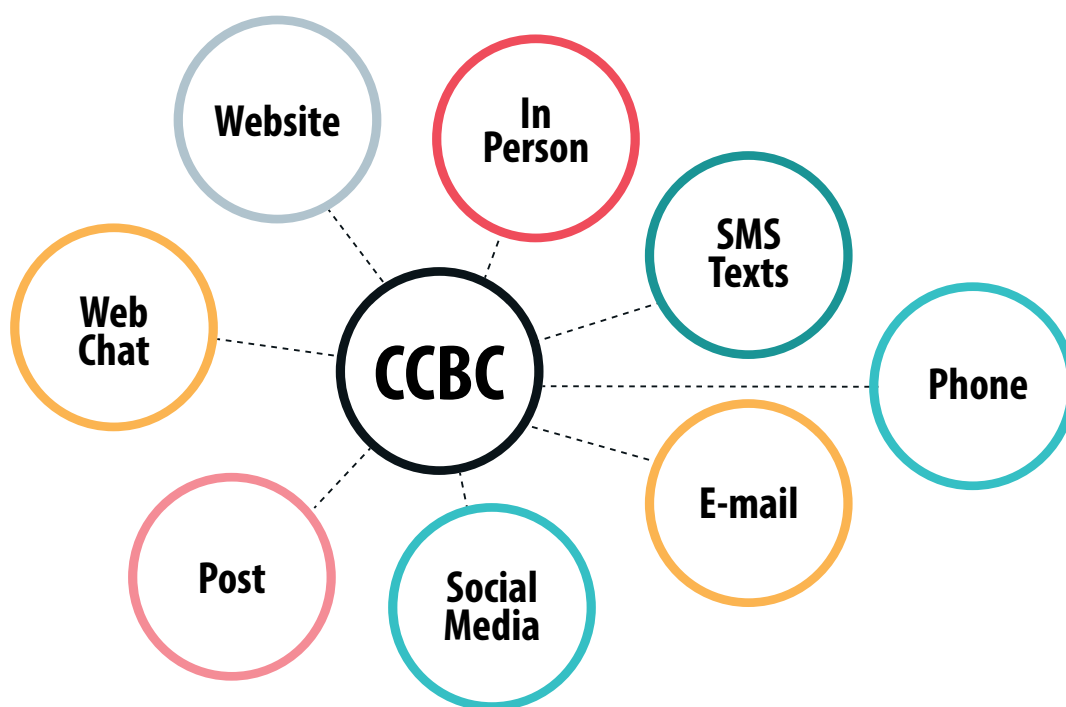 Website
In
Person
SMS
Texts
Web
Chat
CCBC
Phone
E-mail
Post
Social
Media